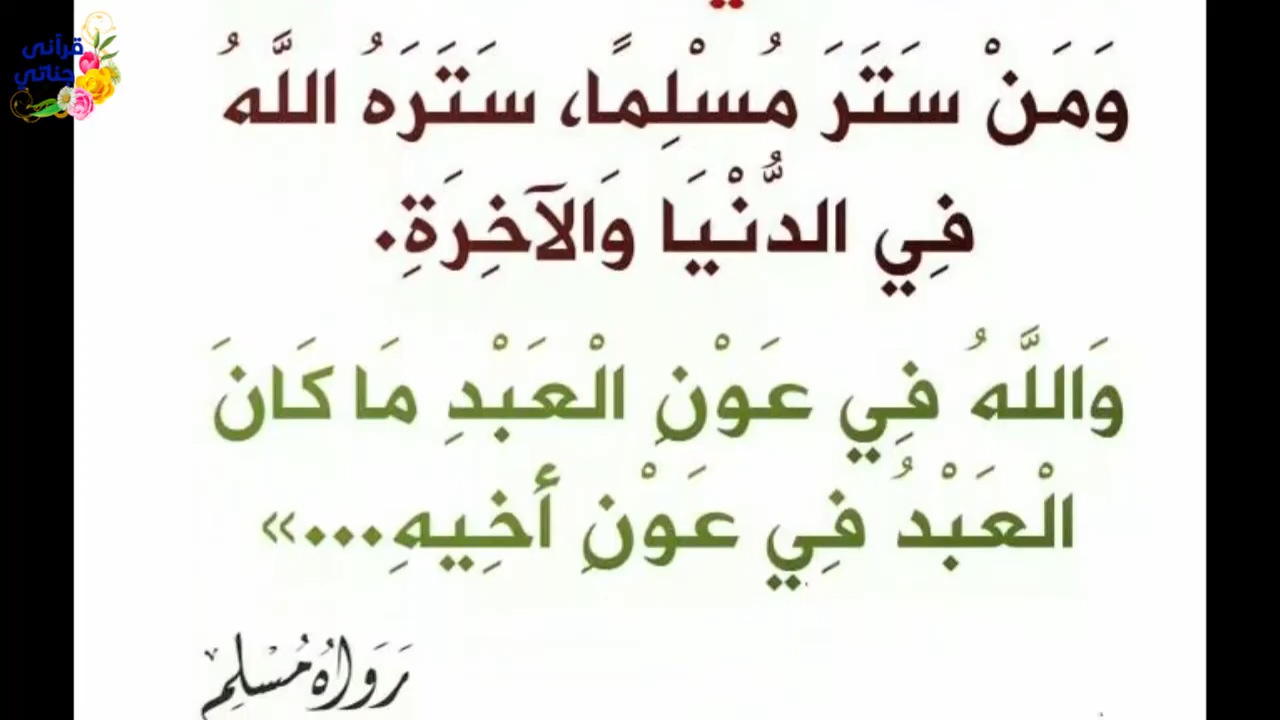 قرآني
جناتي
وَمَنْ سَتَرَ مُسْلِمًا، سَتَرَهُ اللَّهُ
فِي الدُّنْيَا وَالآخِرَةِ.
وَاللَّهُ فِي عَوْنِ الْعَبْدِ مَا كَانَ
الْعَبْدُ فِي عَوْنِ أَخِيهِ...»
رَوَاهُ مُسْلِم